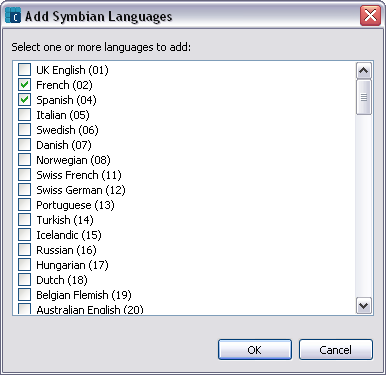 Add Symbian Languages
Select one or more languages to add:
UK English (01)
French (02)
Spanish (04)
Italian (05)
Swedish (06)
Danish (07)
Norwegian (08)
Swiss French (11)
Swiss German (12)
Portuguese (13)
Turkish (14)
Icelandic (15)
Russian (16)
Hungarian (17)
Dutch (18)
Belgian Flemish (19)
Australian English (20)
OK Cancel